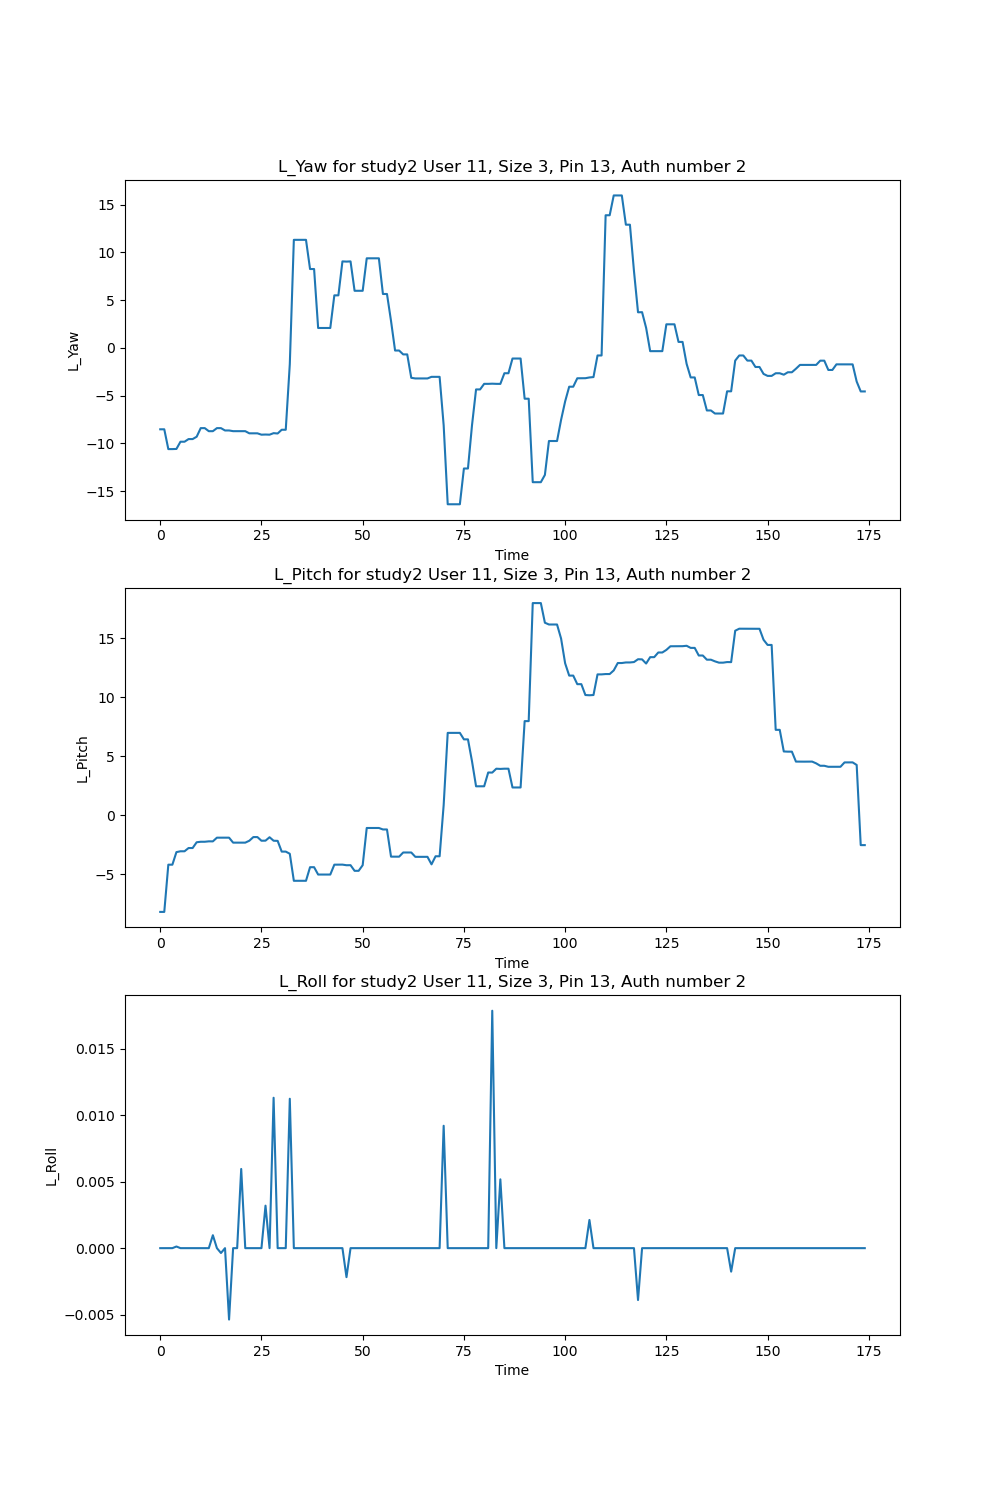 L_Yaw for study2 User 11, Size 3, Pin 13, Auth number 2
15
10
5
0
−5
−10
−15
L_Yaw
0 25 50 75 100 125 150 175
Time
L_Pitch for study2 User 11, Size 3, Pin 13, Auth number 2
15
10
5
0
−5
L_Pitch
0 25 50 75 100 125 150 175
Time
L_Roll for study2 User 11, Size 3, Pin 13, Auth number 2
0.015
0.010
0.005
0.000
−0.005
L_Roll
0 25 50 75 100 125 150 175
Time